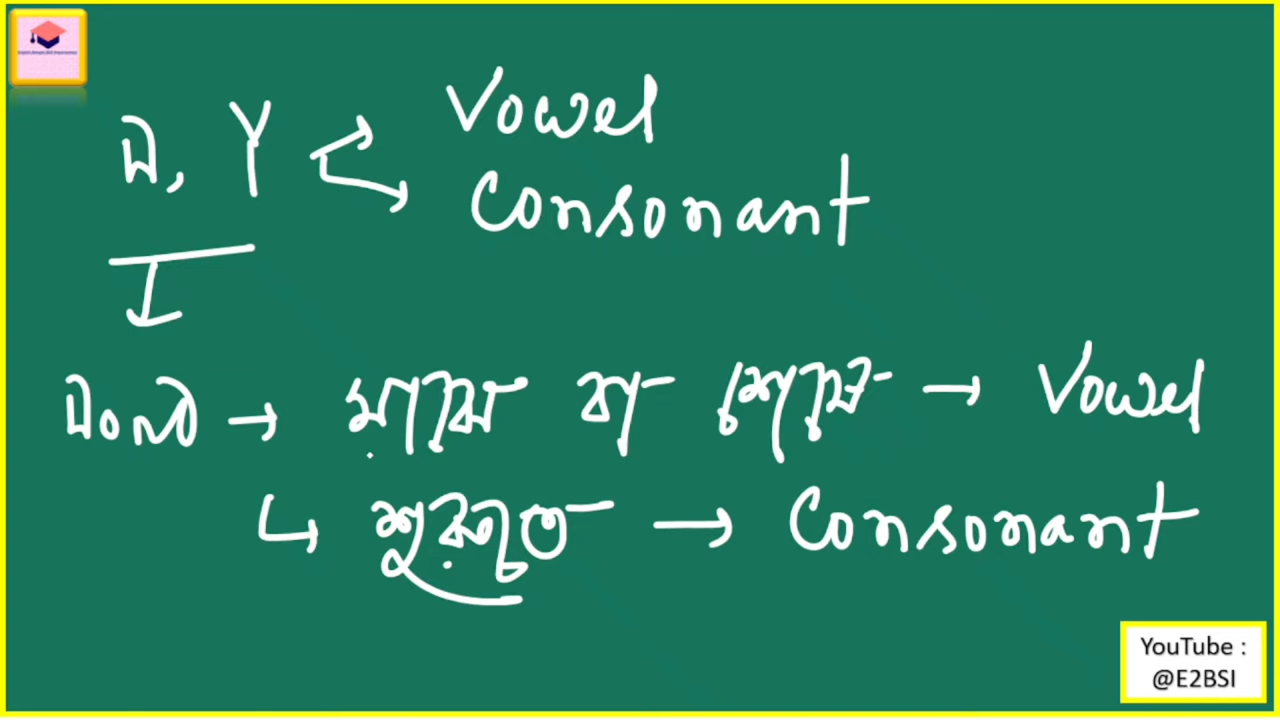 W, Y Vowel
Consonant
Word → মাঝে বা শেষে → Vowel
↳ শুরুতে → Consonant
YouTube :
@E2BSI